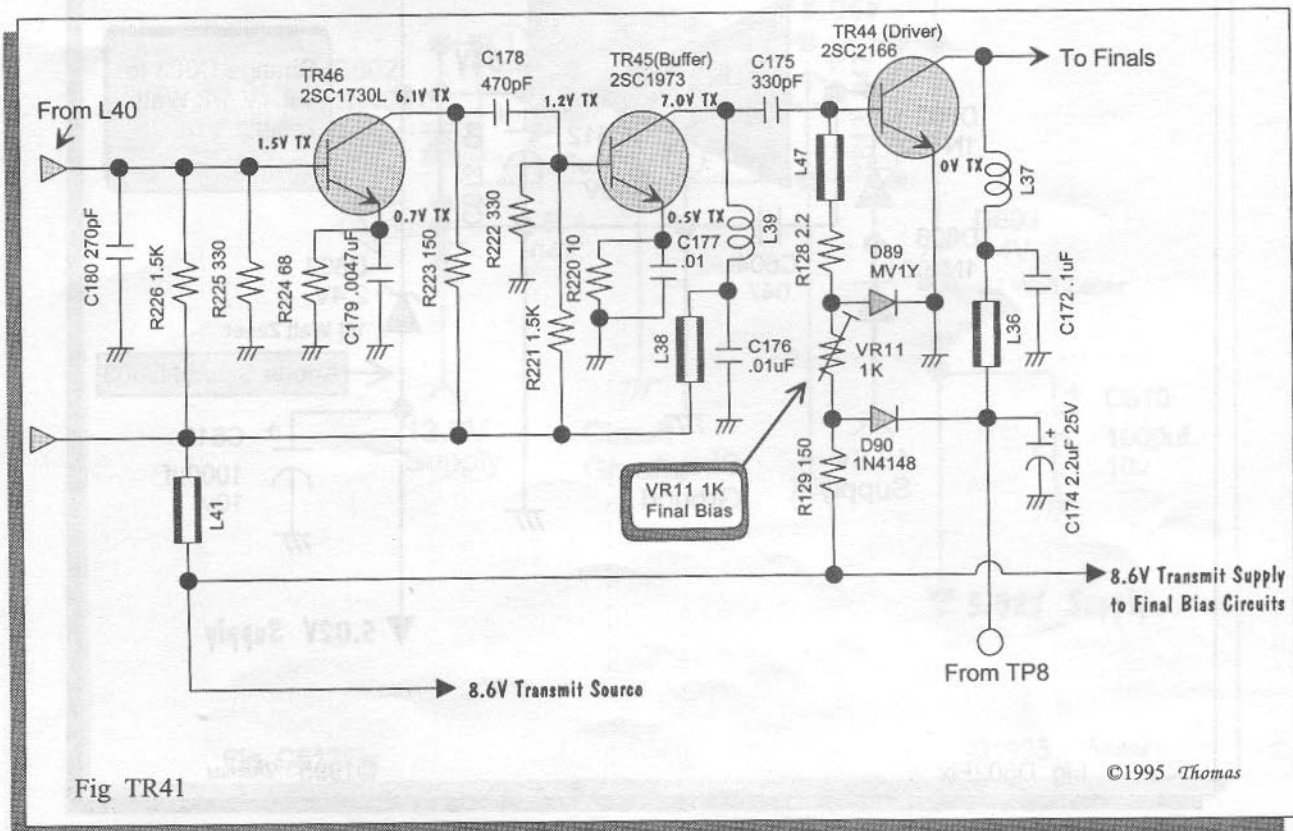 TR44 (Driver)
2SC2166
To Finals
TR46
2SC1730L
6.1V TX
C178
470pF
TR45(Buffer)
2SC1973
7.0V TX
C175
330pF
From L40
1.5V TX
1.2V TX
0V TX
L47
L37
0.7V TX
0.5V TX
C180 270pF
R226 1.5K
R225 330
R224 68
C179 .0047uF
R223 150
R222 330
R220 10
R221 1.5K
C177
.01
L39
L38
C176
.01uF
R128 2.2
D89
MV1Y
VR11
1K
C172 .1uF
L36
D90
1N4148
R129 150
C174 2.2uF 25V
+
VR11 1K
Final Bias
L41
8.6V Transmit Supply
to Final Bias Circuits
From TP8
8.6V Transmit Source
Fig TR41
©1995 Thomas
5.02V Supply